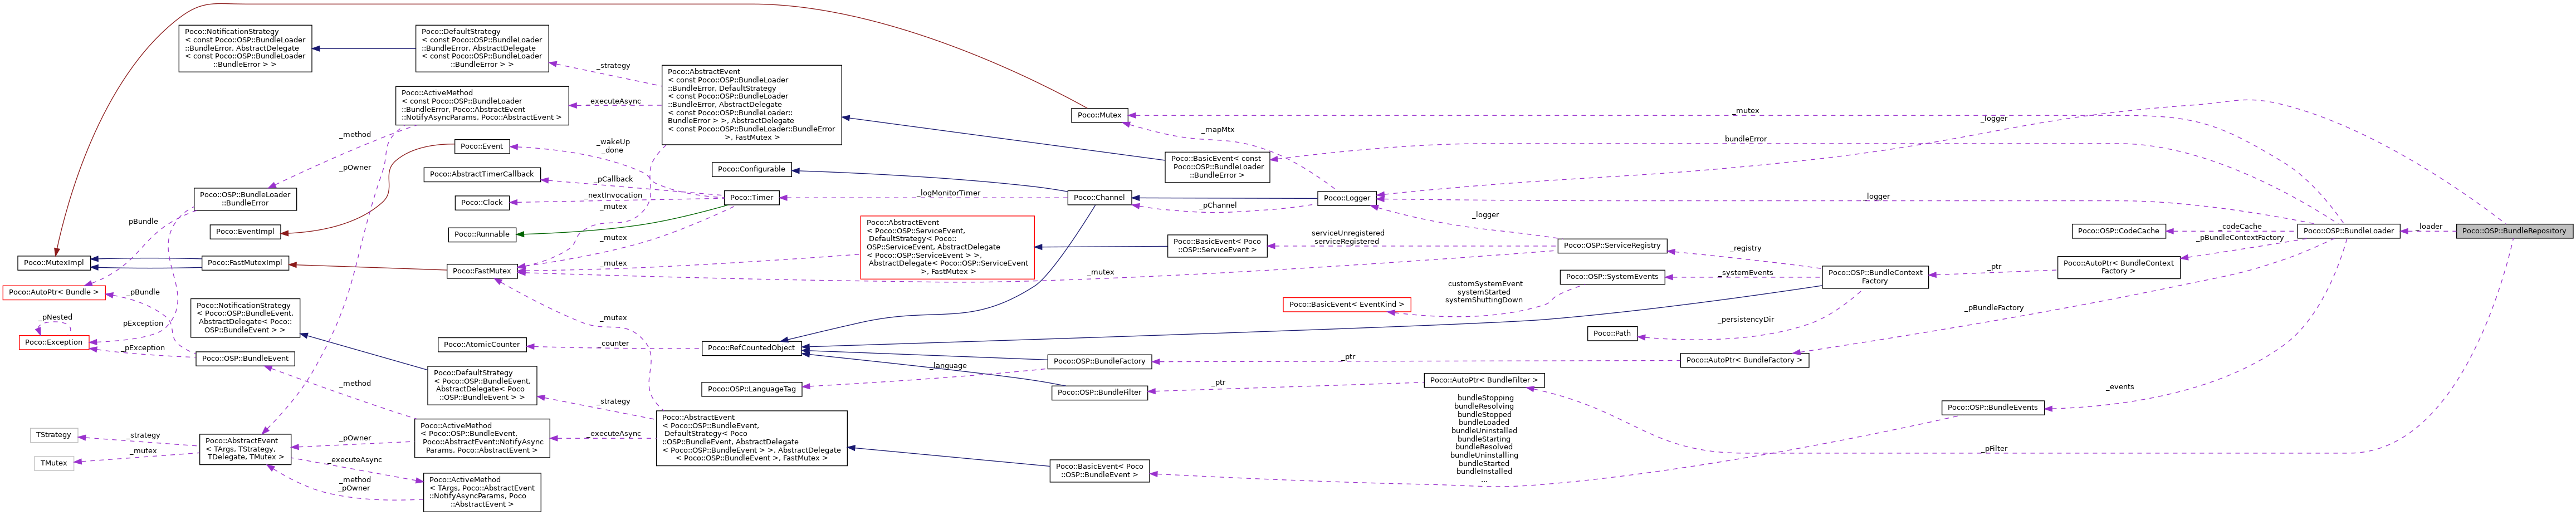 Poco::NotificationStrategy
< const Poco::OSP::BundleLoader
::BundleError, AbstractDelegate
< const Poco::OSP::BundleLoader
::BundleError > >
Poco::DefaultStrategy
< const Poco::OSP::BundleLoader
::BundleError, AbstractDelegate
< const Poco::OSP::BundleLoader
::BundleError > >
_strategy
Poco::AbstractEvent
< const Poco::OSP::BundleLoader
::BundleError, DefaultStrategy
< const Poco::OSP::BundleLoader
::BundleError, AbstractDelegate
< const Poco::OSP::BundleLoader::
BundleError > >, AbstractDelegate
< const Poco::OSP::BundleLoader::BundleError
> >, FastMutex >
Poco::ActiveMethod
< const Poco::OSP::BundleLoader
::BundleError, Poco::AbstractEvent
::NotifyAsyncParams, Poco::AbstractEvent >
_executeAsync
Poco::Mutex
_mutex
_logger
_method
_mapMtx
bundleError
Poco::Event
_wakeUp
_done
_pOwner
Poco::BasicEvent< const
Poco::OSP::BundleLoader
::BundleError >
Poco::Configurable
Poco::AbstractTimerCallback
_pCallback
Poco::OSP::BundleLoader
::BundleError
Poco::Clock
_nextInvocation
Poco::Timer
_logMonitorTimer
Poco::Channel
_pChannel
Poco::Logger
_logger
_mutex
_logger
pBundle
Poco::EventImpl
Poco::Runnable
_mutex
Poco::AbstractEvent
< Poco::OSP::ServiceEvent,
DefaultStrategy< Poco::
OSP::ServiceEvent, AbstractDelegate
< Poco::OSP::ServiceEvent > >,
AbstractDelegate< Poco::OSP::ServiceEvent
> >, FastMutex >
Poco::BasicEvent< Poco
::OSP::ServiceEvent >
serviceUnregistered
serviceRegistered
Poco::OSP::ServiceRegistry
_registry
Poco::OSP::CodeCache
_codeCache
_pBundleContextFactory
Poco::OSP::BundleLoader
_loader
Poco::OSP::BundleRepository
Poco::MutexImpl
Poco::FastMutexImpl
Poco::FastMutex
_mutex
_mutex
Poco::OSP::SystemEvents
_systemEvents
Poco::OSP::BundleContext
Factory
_ptr
Poco::AutoPtr< BundleContext
Factory >
Poco::AutoPtr< Bundle >
_pBundle
customSystemEvent
systemStarted
systemShuttingDown
Poco::BasicEvent< EventKind >
Poco::NotificationStrategy
< Poco::OSP::BundleEvent,
AbstractDelegate< Poco::
OSP::BundleEvent > >
_pNested
pException
_mutex
_persistencyDir
_pBundleFactory
Poco::Path
Poco::Exception
_pException
Poco::AtomicCounter
_counter
Poco::RefCountedObject
Poco::OSP::BundleEvent
Poco::OSP::BundleFactory
_ptr
Poco::AutoPtr< BundleFactory >
_language
Poco::DefaultStrategy
< Poco::OSP::BundleEvent,
AbstractDelegate< Poco
::OSP::BundleEvent > >
_method
Poco::OSP::LanguageTag
Poco::OSP::BundleFilter
_ptr
Poco::AutoPtr< BundleFilter >
_events
Poco::OSP::BundleEvents
_strategy
Poco::AbstractEvent
< Poco::OSP::BundleEvent,
DefaultStrategy< Poco
::OSP::BundleEvent, AbstractDelegate
< Poco::OSP::BundleEvent > >, AbstractDelegate
< Poco::OSP::BundleEvent >, FastMutex >
bundleStopping
bundleResolving
bundleStopped
bundleLoaded
bundleUninstalled
bundleStarting
bundleResolved
bundleUninstalling
bundleStarted
bundleInstalled
...
_pFilter
Poco::ActiveMethod
< Poco::OSP::BundleEvent,
Poco::AbstractEvent::NotifyAsync
Params, Poco::AbstractEvent >
_executeAsync
_pOwner
TStrategy
_strategy
Poco::AbstractEvent
< TArgs, TStrategy,
TDelegate, TMutex >
TMutex
_mutex
_executeAsync
_method
_pOwner
Poco::ActiveMethod
< TArgs, Poco::AbstractEvent
::NotifyAsyncParams, Poco
::AbstractEvent >
Poco::BasicEvent< Poco
::OSP::BundleEvent >